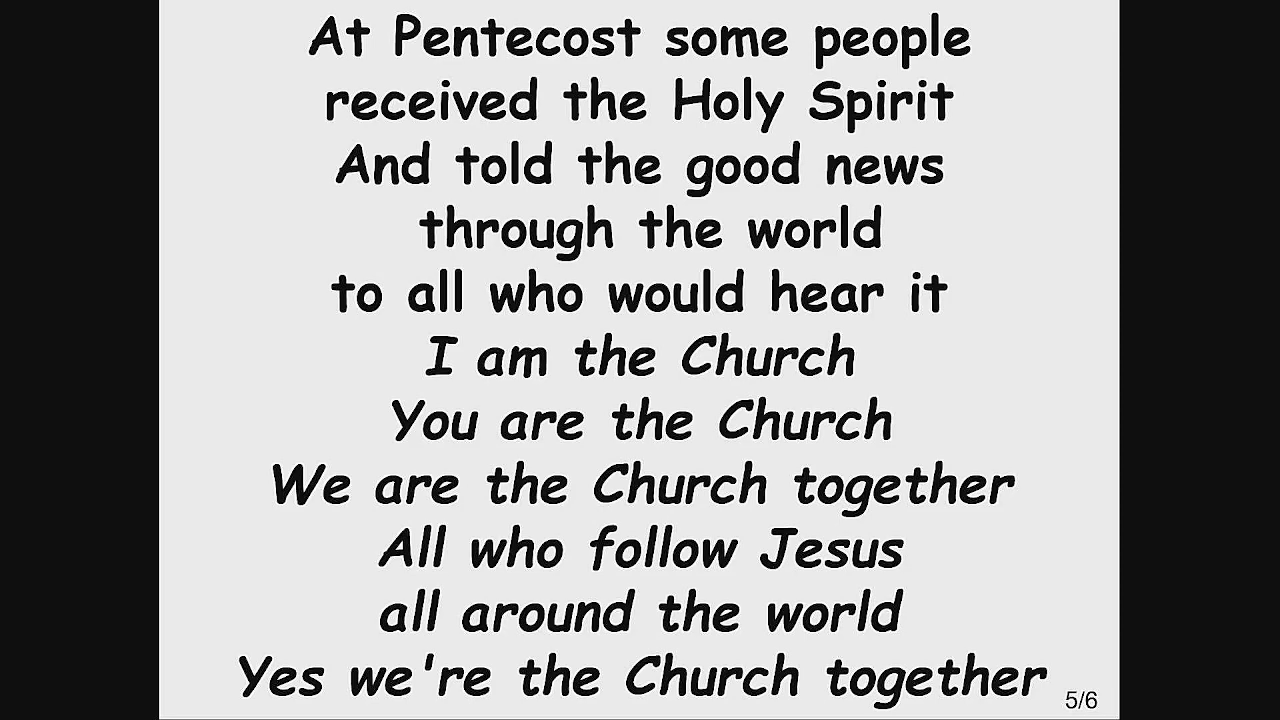 At Pentecost some people
received the Holy Spirit
And told the good news
through the world
to all who would hear it
I am the Church
You are the Church
We are the Church together
All who follow Jesus
all around the world
Yes we're the Church together
5/6